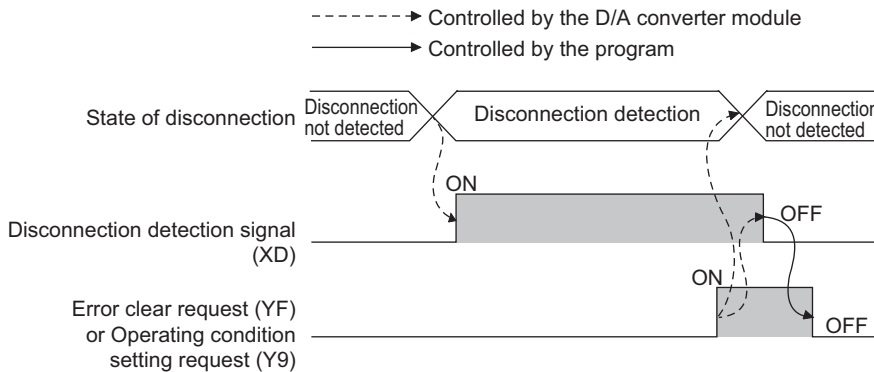 Controlled by the D/A converter module
Controlled by the program
State of disconnection
Disconnection
not detected
Disconnection detection
Disconnection
not detected
ON
OFF
Disconnection detection signal
(XD)
ON
OFF
Error clear request (YF)
or Operating condition
setting request (Y9)